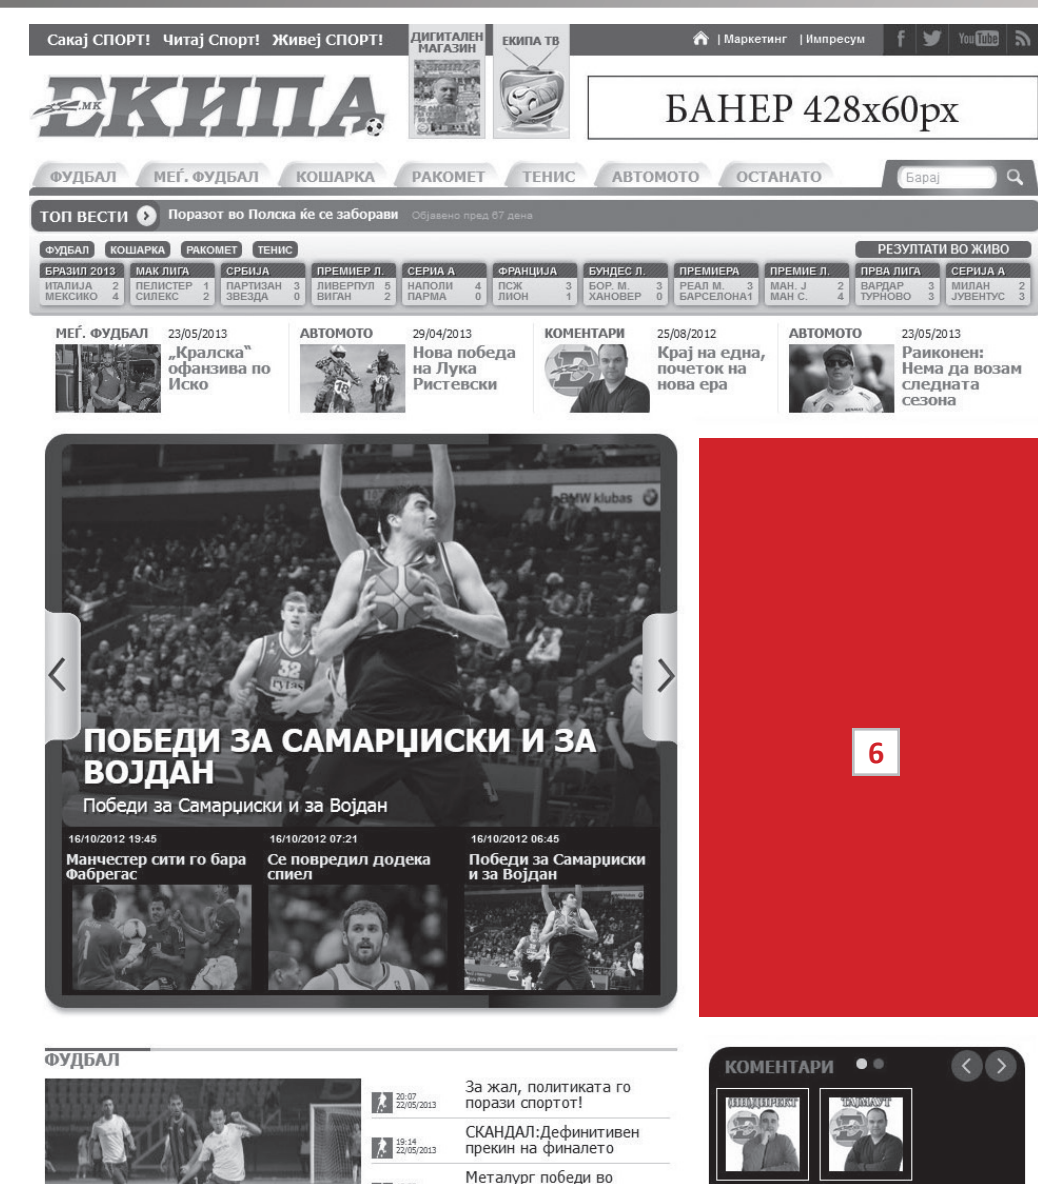 Сакај СПОРТ! Читај Спорт! Живеј СПОРТ!
ДИГИТАЛЕН
МАГАЗИН
ЕКИПА ТВ
| Маркетинг | Импресум
You Tube
ЕКИПА
.МК
БАНЕР 428x60px
ФУДБАЛ МЕЃ. ФУДБАЛ КОШАРКА РАКОМЕТ ТЕНИС АВТОМОТО ОСТАНАТО
Барај
ТОП ВЕСТИ Поразот во Полска ќе се заборави Објавено пред 67 дена
ФУДБАЛ КОШАРКА РАКОМЕТ ТЕНИС
РЕЗУЛТАТИ ВО ЖИВО
БРАЗИЛ 2013 МАК ЛИГА СРБИЈА ПРЕМИЕР Л. СЕРИА А ФРАНЦИЈА БУНДЕС Л. ПРЕМИЕРА ПРЕМИЕ Л. ПРВА ЛИГА СЕРИЈА А
ИТАЛИЈА 2 ПЕЛИСТЕР 1 ПАРТИЗАН 3 ЛИВЕРПУЛ 5 НАПОЛИ 4 ПСЖ 3 БОР. М. 3 РЕАЛ М. 3 МАН. Ј 2 ВАРДАР 3 МИЛАН 2
МЕКСИКО 4 СИЛЕКС 2 ЗВЕЗДА 0 ВИГАН 2 ПАРМА 0 ЛИОН 1 ХАНОВЕР 0 БАРСЕЛОНА1 МАН С. 4 ТУРНОВО 3 ЈУВЕНТУС 3
МЕЃ. ФУДБАЛ
23/05/2013
„Кралска“
офанзива по
Иско
АВТОМОТО
29/04/2013
Нова победа
на Лука
Ристевски
КОМЕНТАРИ
25/08/2012
Крај на една,
почеток на
нова ера
АВТОМОТО
23/05/2013
Раиконен:
Нема да возам
следната
сезона
BMW klubas
32
ПОБЕДИ ЗА САМАРЏИСКИ И ЗА
ВОЈДАН
Победи за Самарџиски и за Војдан
16/10/2012 19:45
Манчестер сити го бара
Фабрегас
16/10/2012 07:21
Се повредил додека
спиел
16/10/2012 06:45
Победи за Самарџиски
и за Војдан
6
ФУДБАЛ
20:07
22/05/2013
За жал, политиката го
порази спортот!
19:14
22/05/2013
СКАНДАЛ:Дефинитивен
прекин на финалето
Металург победи во
КОМЕНТАРИ
ИНДИРЕКТ
ТАЈМАУТ